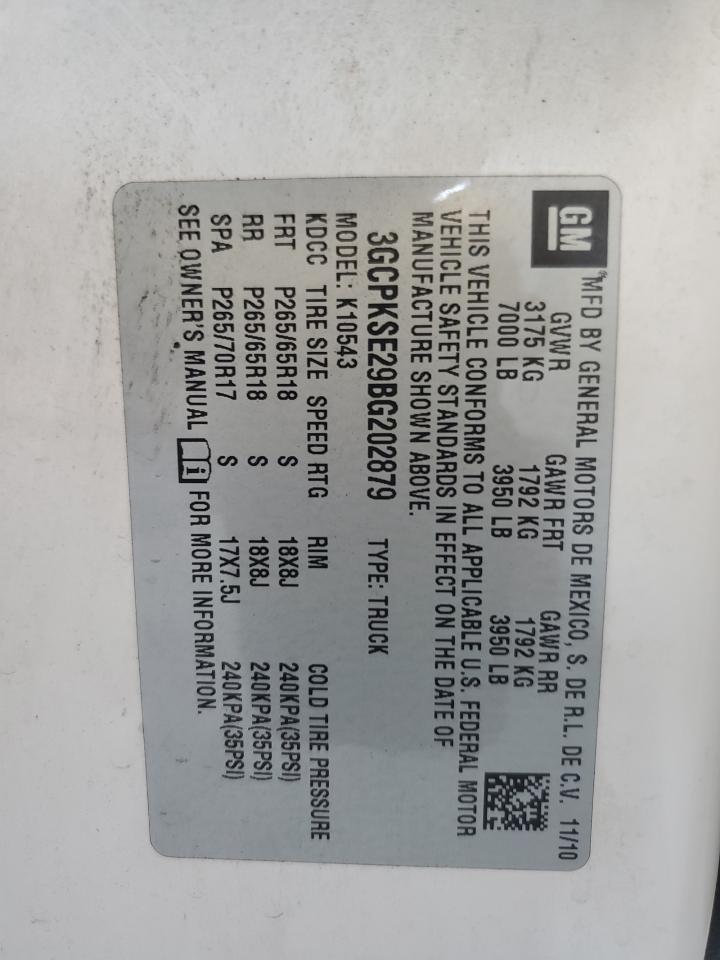 GM
MFD BY GENERAL MOTORS DE MEXICO, S. DE R.L. DE C.V. 11/10
GVWR GAWR FRT GAWR RR
3175 KG 1792 KG 1792 KG
7000 LB 3950 LB 3950 LB
THIS VEHICLE CONFORMS TO ALL APPLICABLE U.S. FEDERAL MOTOR
VEHICLE SAFETY STANDARDS IN EFFECT ON THE DATE OF
MANUFACTURE SHOWN ABOVE.
3GCPKSE29BG202879 TYPE: TRUCK
MODEL: K10543
KDCC TIRE SIZE SPEED RTG RIM COLD TIRE PRESSURE
FRT P265/65R18 S 18X8J 240KPA(35PSI)
RR P265/65R18 S 18X8J 240KPA(35PSI)
SPA P265/70R17 S 17X7.5J 240KPA(35PSI)
SEE OWNER'S MANUAL i FOR MORE INFORMATION.